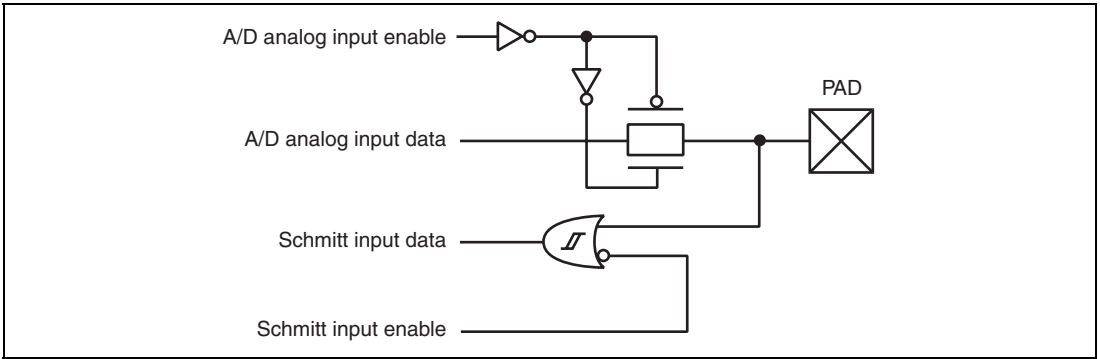 A/D analog input enable
PAD
A/D analog input data
Schmitt input data
Schmitt input enable